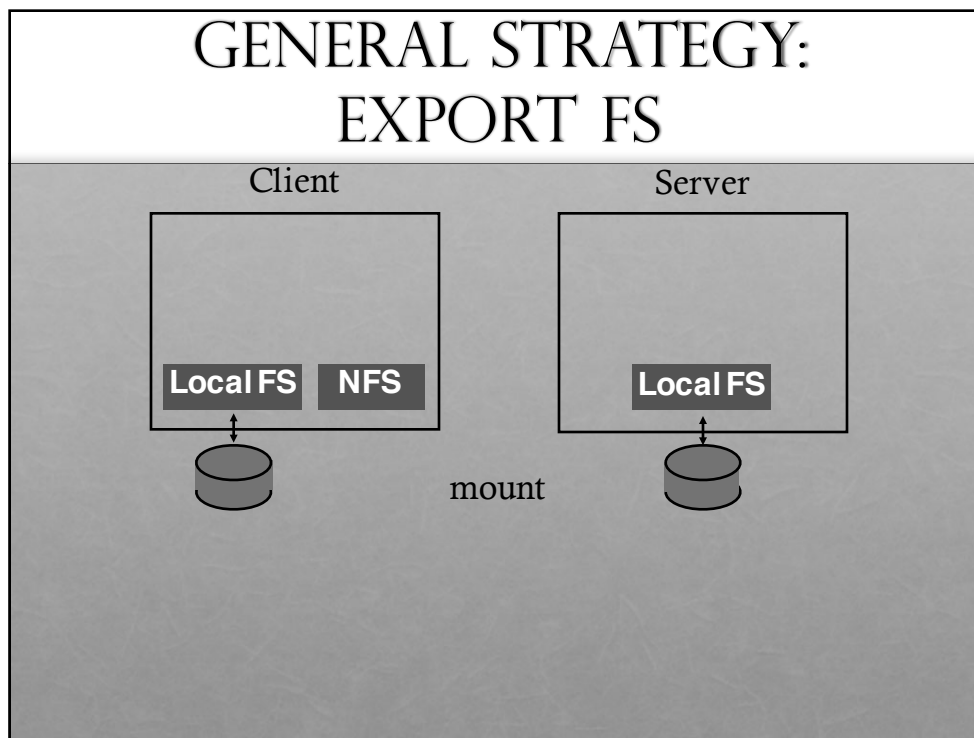 GENERAL STRATEGY:
EXPORT FS
Client
Server
Local FS
NFS
Local FS
mount